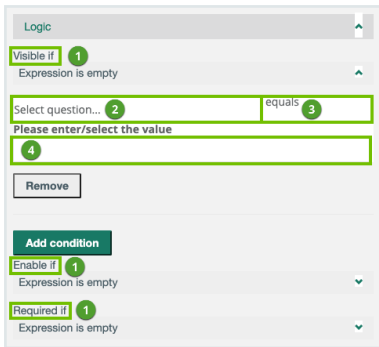 Logic
Visible if 1
Expression is empty
Select question... 2 equals 3
Please enter/select the value
4
Remove
Add condition
Enable if 1
Expression is empty
Required if 1
Expression is empty